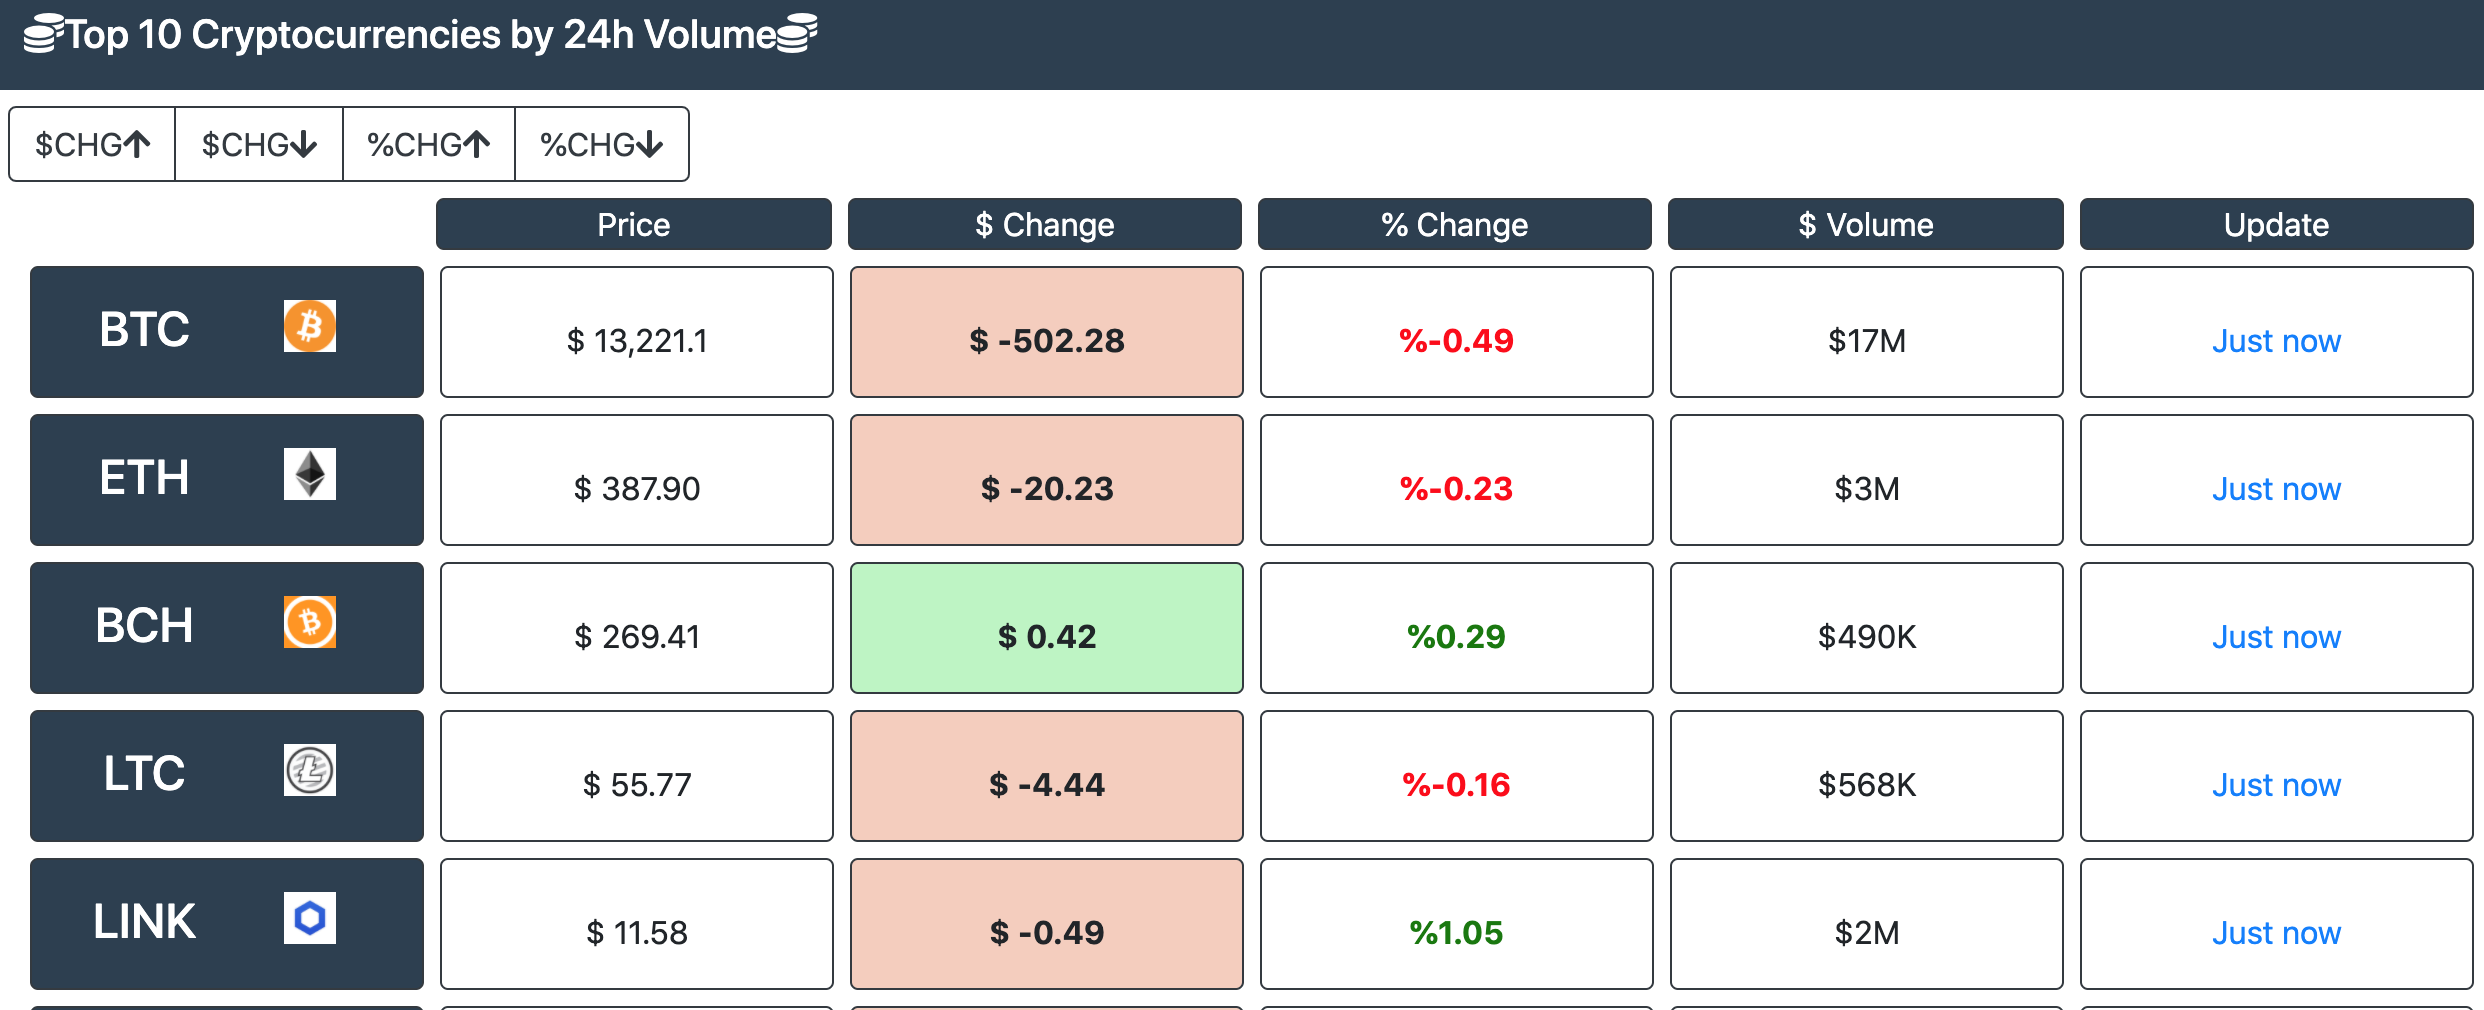 Top 10 Cryptocurrencies by 24h Volume
$CHG↑ $CHG↓ %CHG↑ %CHG↓
Price $ Change % Change $ Volume Update
BTC $ 13,221.1 $ -502.28 %-0.49 $17M Just now
ETH $ 387.90 $ -20.23 %-0.23 $3M Just now
BCH $ 269.41 $ 0.42 %0.29 $490K Just now
LTC $ 55.77 $ -4.44 %-0.16 $568K Just now
LINK $ 11.58 $ -0.49 %1.05 $2M Just now